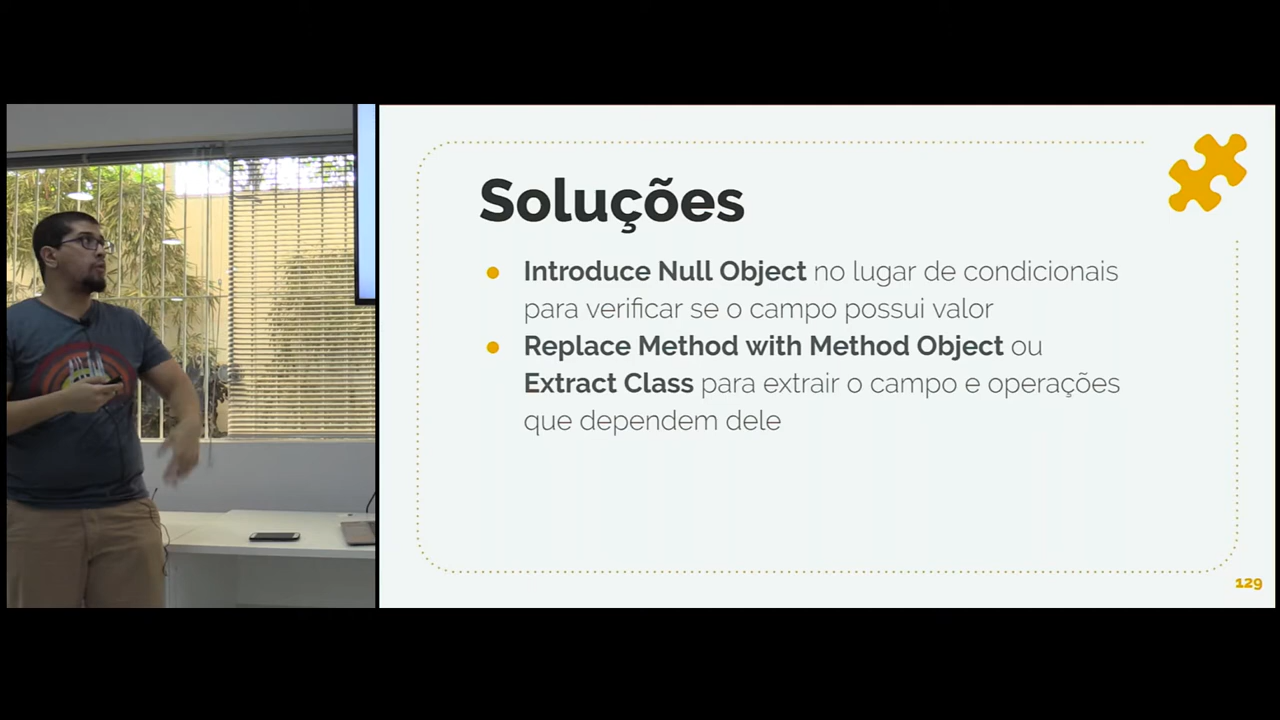 Soluções
● Introduce Null Object no lugar de condicionais
para verificar se o campo possui valor
● Replace Method with Method Object ou
Extract Class para extrair o campo e operações
que dependem dele
129